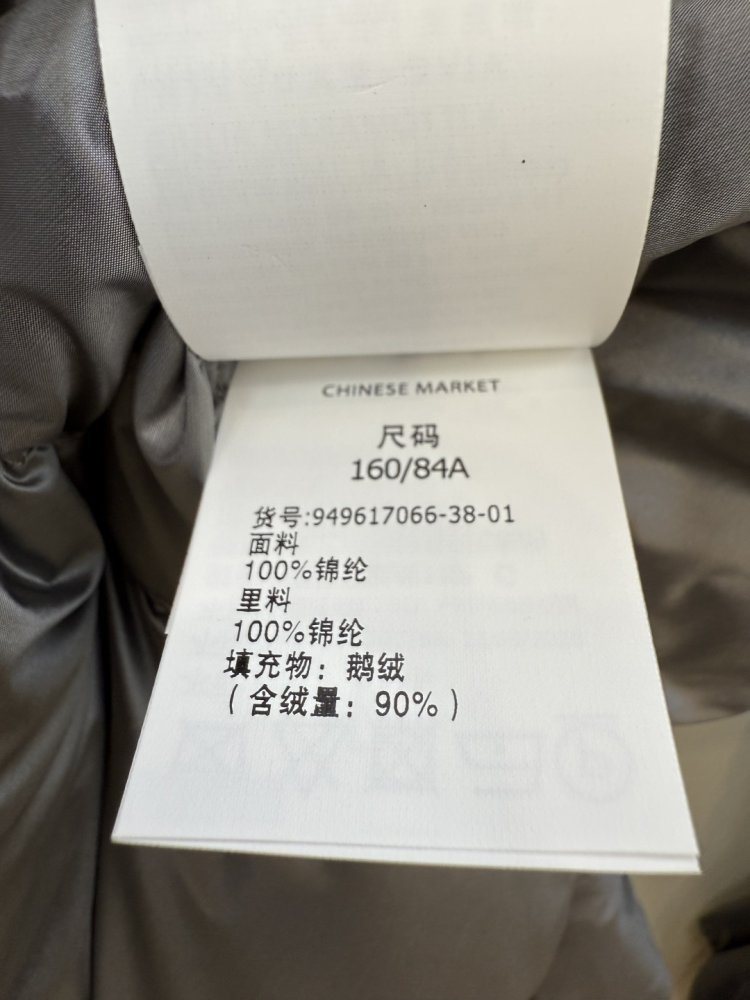 CHINESE MARKET
尺码
160/84A
货号:949617066-38-01
面料
100%锦纶
里料
100%锦纶
填充物：鹅绒
（含绒量：90%）